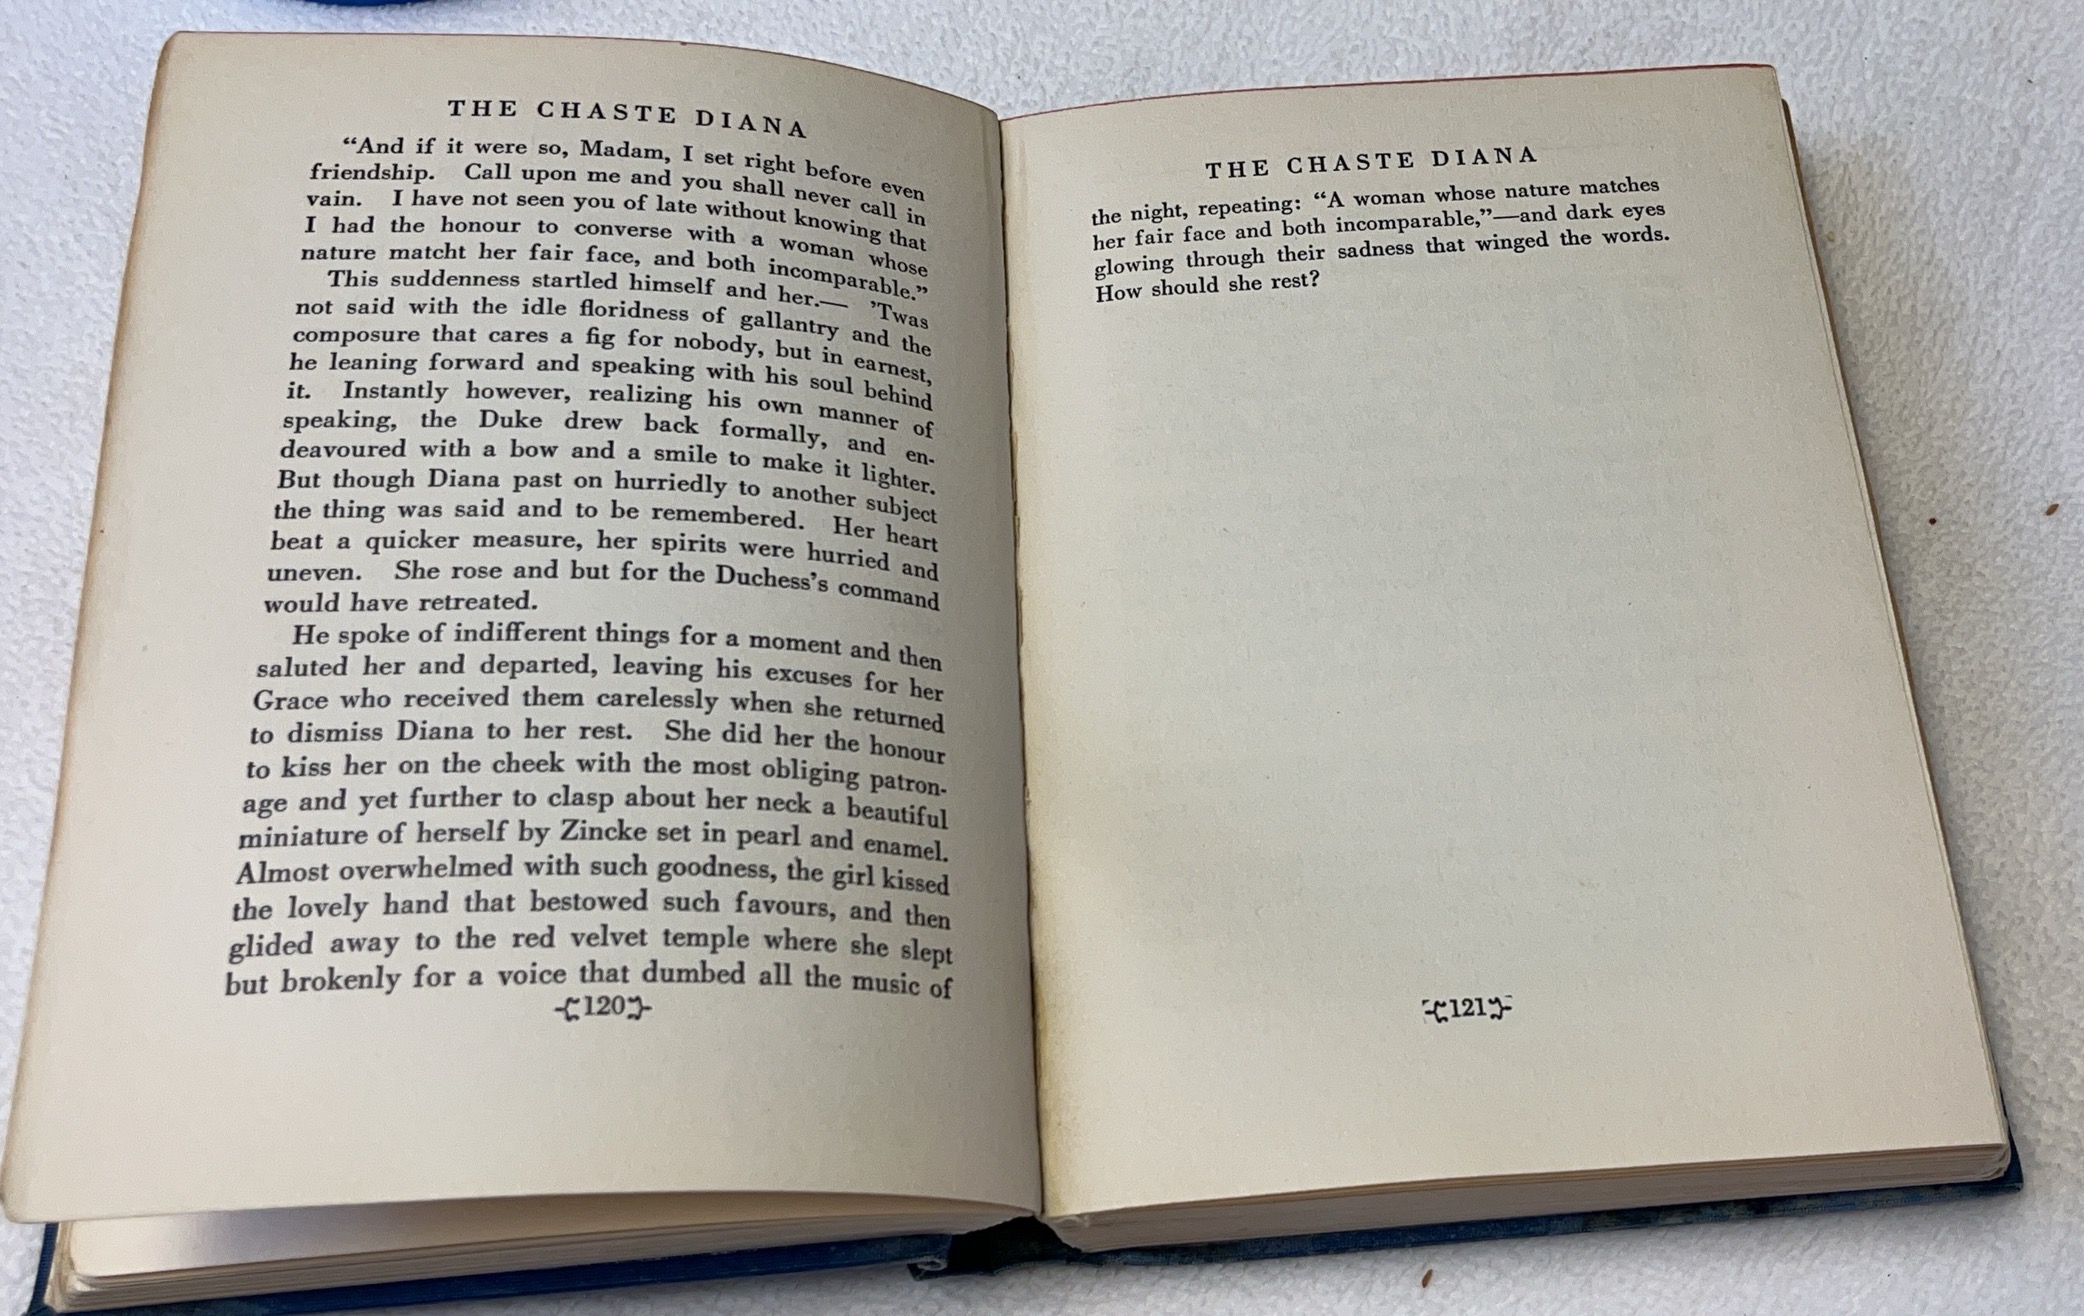 THE CHASTE DIANA
“And if it were so, Madam, I set right before even
friendship. Call upon me and you shall never call in
vain. I have not seen you of late without knowing that
I had the honour to converse with a woman whose
nature matcht her fair face, and both incomparable.”
This suddenness startled himself and her.— ’Twas
not said with the idle floridness of gallantry and the
composure that cares a fig for nobody, but in earnest,
he leaning forward and speaking with his soul behind
it. Instantly however, realizing his own manner of
speaking, the Duke drew back formally, and en-
deavoured with a bow and a smile to make it lighter.
But though Diana past on hurriedly to another subject
the thing was said and to be remembered. Her heart
beat a quicker measure, her spirits were hurried and
uneven. She rose and but for the Duchess’s command
would have retreated.
He spoke of indifferent things for a moment and then
saluted her and departed, leaving his excuses for her
Grace who received them carelessly when she returned
to dismiss Diana to her rest. She did her the honour
to kiss her on the cheek with the most obliging patron-
age and yet further to clasp about her neck a beautiful
miniature of herself by Zincke set in pearl and enamel.
Almost overwhelmed with such goodness, the girl kissed
the lovely hand that bestowed such favours, and then
glided away to the red velvet temple where she slept
but brokenly for a voice that dumbed all the music of
120
THE CHASTE DIANA
the night, repeating: “A woman whose nature matches
her fair face and both incomparable,”—and dark eyes
glowing through their sadness that winged the words.
How should she rest?
121